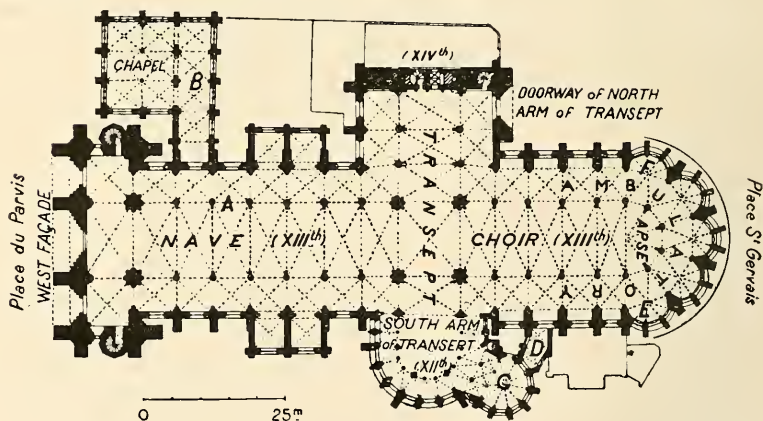 (XIVth)
CHAPEL
B
DOORWAY OF NORTH
ARM OF TRANSEPT
Place du Parvis
WEST FAÇADE
A
NAVE (XIIIth)
TRANSEPT
CHOIR (XIIIth)
AMBULATORY
APSE
F
E
Place St Gervais
SOUTH ARM
of TRANSERT
(XIIth)
C
D
0 25m